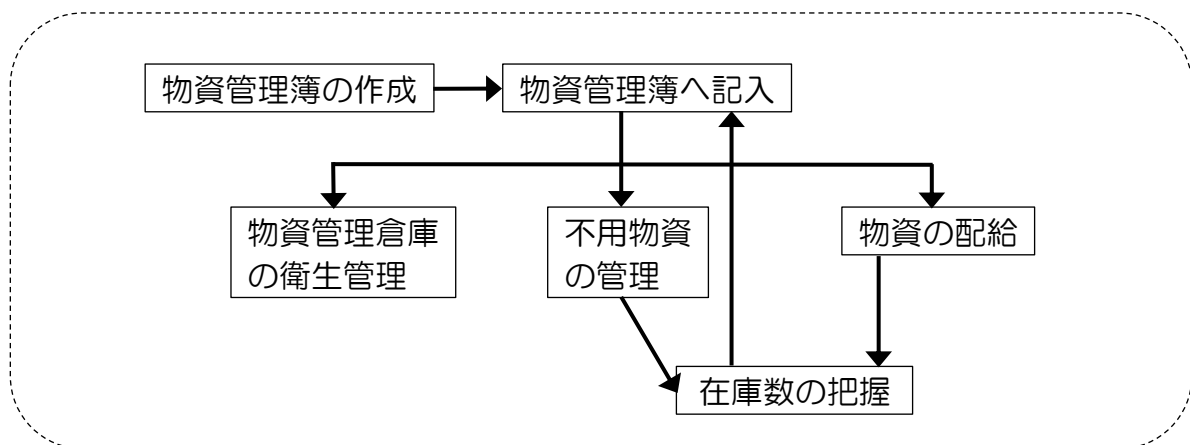 物資管理簿の作成
物資管理簿へ記入
物資管理倉庫
の衛生管理
不用物資
の管理
物資の配給
在庫数の把握